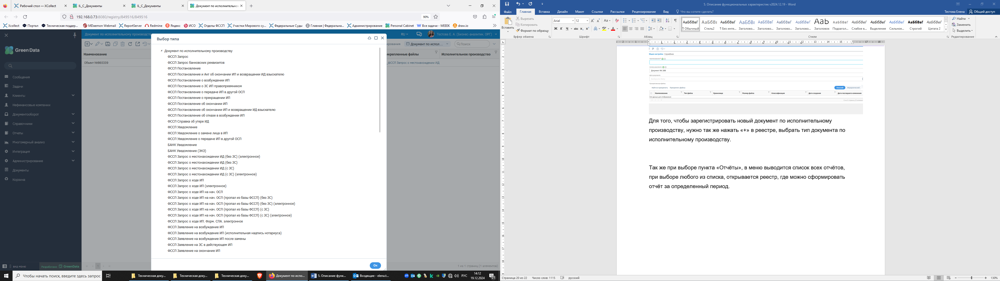 Рабочий стол — XCollect
IL_C_Документы
IL_C_Документы
Документ по исполнительном
192.168.0.73:8080/registry/849516/849516
90%
Xcollect
Портал
Техническая поддер...
MDaemon Webmail
ReportServer
Redmine
Яндекс
ИСО
Отделы ФССП
Участки Мирового су...
Федеральные Суды
Главная | Федеральна...
Администрирование
Personal Cabinet
Все задачи - WEEEK
draw.io
GreenData
Сообщения
Задачи
Клиенты
Нефинансовые компании
Документооборот
Справочники
Отчеты
Многомерный анализ
Интеграция
Администрирование
Документы
Корзина
ВИД МЕНЮ
Разработано GreenData
Документ по исполнительному производств
RU
Тестова Е. А. (Бизнес-аналитик. ОРГ)
Документ по испол...
Поиск
Наименование
икрепленные файлы
Исполнительное производство
Объект №865339
_ФССП Запрос о местонахождении ИД
Выбор типа
Документ по исполнительному производству
ФССП Запрос
ФССП Запрос банковских реквизитов
ФССП Постановление
ФССП Постановление и Акт об окончании ИП и возвращении ИД взыскателю
ФССП Постановление о возбуждении ИП
ФССП Постановление о ЗС ИП правопреемником
ФССП Постановление о передаче ИП в другой ОСП
ФССП Постановление о прекращении ИП
ФССП Постановление об окончании ИП
ФССП Постановление об окончании ИП и возвращении ИД взыскателю
ФССП Постановление об отказе в возбуждении ИП
ФССП Справка об утере ИД
ФССП Уведомление
ФССП Уведомление о замене лица в ИП
ФССП Уведомление о передаче ИП в другой ОСП
БАНК Уведомление
БАНК Уведомление (ЭКЗ)
ФССП Запрос о местонахождении ИД (без ЗС) (электронное)
ФССП Запрос о местонахождении ИД (без ЗС)
ФССП Запрос о местонахождении ИД (с ЗС)
ФССП Запрос о местонахождении ИД (с ЗС) (электронное)
ФССП Запрос о ходе ИП
ФССП Запрос о ходе ИП (электронное)
ФССП Запрос о ходе ИП на нач. ОСП
ФССП Запрос о ходе ИП на нач. ОСП (пропал из базы ФССП) (без ЗС)
ФССП Запрос о ходе ИП на нач. ОСП (пропал из базы ФССП) (без ЗС) (электронное)
ФССП Запрос о ходе ИП на нач. ОСП (пропал из базы ФССП) (с ЗС)
ФССП Запрос о ходе ИП на нач. ОСП (пропал из базы ФССП) (с ЗС) (электронное)
ФССП Запрос о ходе ИП. Форм. СПА. электронное
ФССП Заявление на возбуждение ИП
ФССП Заявление на возбуждение ИП (исполнительная надпись нотариуса)
ФССП Заявление на возбуждение ИП после замены
ФССП Заявление на ЗС в действующем ИП
ФССП Заявление на окончание ИП
Ок
1 из 1 страниц (1 элементов)
Чтобы начать поиск, введите здесь запрос
Техническая доку...
Техническая доку...
Техническая доку...
Документ по испо...
5. Описание функ...
Входящие - elena.t...
РУС
14:12
19.12.2024
21
5. Описание функциональных характеристик v2024.12.19 - Word
Файл
Главная
Вставка
Дизайн
Макет
Ссылки
Рассылки
Рецензирование
Вид
Что вы хотите сделать?
Тестова Елена
Общий доступ
Вставить
Вырезать
Копировать
Формат по образцу
Буфер обмена
Arial
12
Шрифт
Абзац
¶ Обычный
Стиль2
¶ Без инте...
Заголово...
Заголово...
Заголово...
Заголово...
Заголовок
Подзагол...
Слабое в...
Выделение
Сильное...
Строгий
Цитата 2
Стили
Найти
Заменить
Выделить
Редактирование
Общие настройки Служебное
Наименование *
Номер документа
Документ № 288
Дата документа
Выберите дату
Прикрепленные файлы
Найти и прикрепить Прикрепить файлы
Плоский
Иерархический
Наименование
Тип файла
Хранилище
Размер файла
Классификация
Дата создания
Дата последнего изменения
Нет данных для отображения
Для того, чтобы зарегистрировать новый документ по исполнительному
производству, нужно так же нажать «+» в реестре, выбрать тип документа по
исполнительному производству.
Так же при выборе пункта «Отчёты», в меню выводится список всех отчётов,
при выборе любого из списка, открывается реестр, где можно сформировать
отчёт за определенный период.
Страница 20 из 22
Число слов: 1115
русский
130%